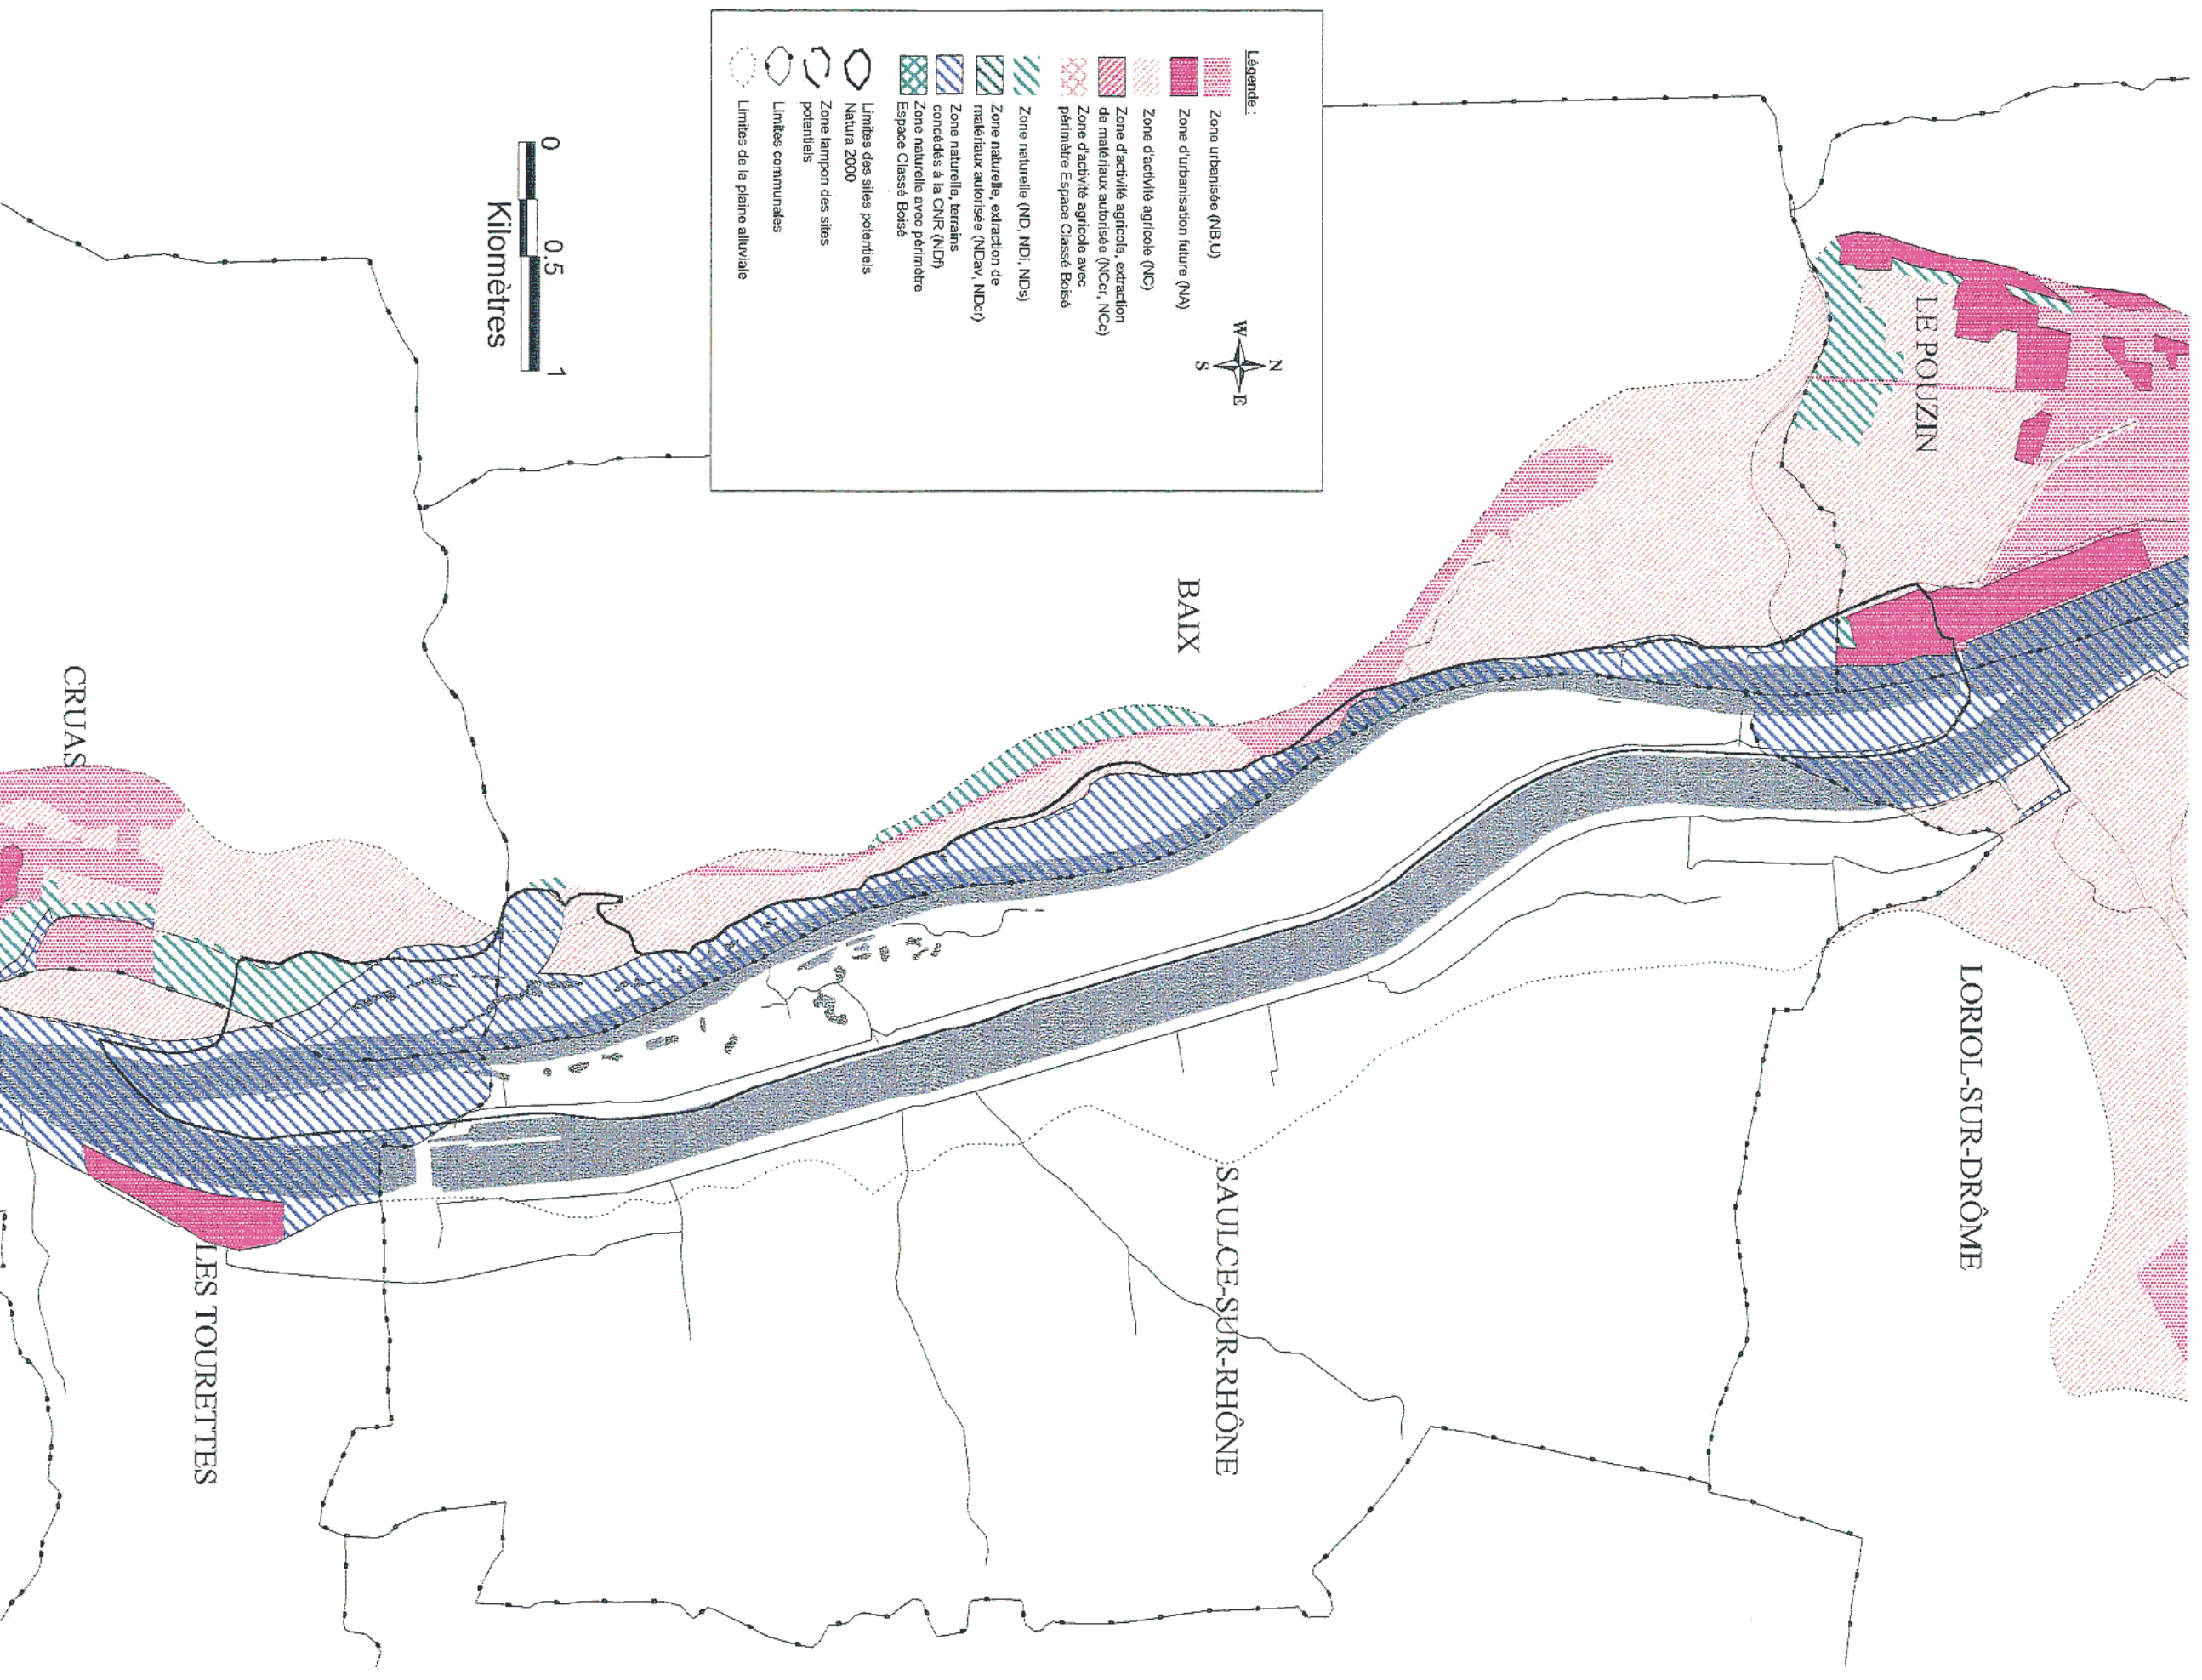 LE POUZIN
LORIOL-SUR-DRÔME
BAIX
SAULCE-SUR-RHÔNE
CRUAS
LES TOURETTES
N
W
E
S
Légende :
Zone urbanisée (NB,U)
Zone d'urbanisation future (NA)
Zone d'activité agricole (NC)
Zone d'activité agricole, extraction
de matériaux autorisée (NCcr, NCc)
Zone d'activité agricole avec
périmètre Espace Classé Boisé
Zone naturelle (ND, NDi, NDs)
Zone naturelle, extraction de
matériaux autorisée (NDav, NDcr)
Zone naturelle, terrains
concédés à la CNR (NDf)
Zone naturelle avec périmètre
Espace Classé Boisé
Limites des sites potentiels
Natura 2000
Zone tampon des sites
potentiels
Limites communales
Limites de la plaine alluviale
0 0.5 1
Kilomètres